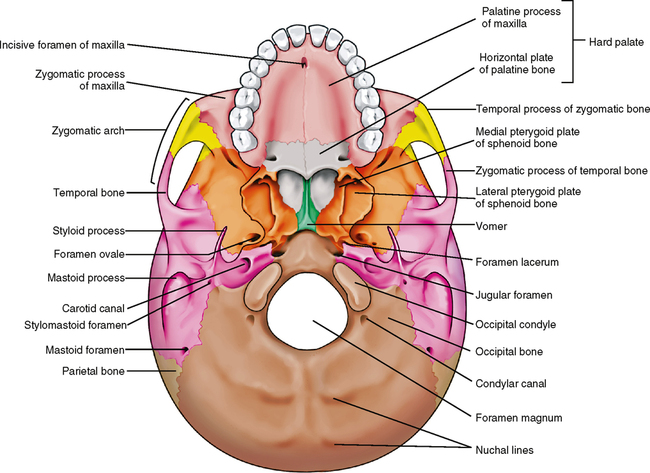 Incisive foramen of maxilla
Zygomatic process
of maxilla
Zygomatic arch
Temporal bone
Styloid process
Foramen ovale
Mastoid process
Carotid canal
Stylomastoid foramen
Mastoid foramen
Parietal bone
Palatine process
of maxilla
Hard palate
Horizontal plate
of palatine bone
Temporal process of zygomatic bone
Medial pterygoid plate
of sphenoid bone
Zygomatic process of temporal bone
Lateral pterygoid plate
of sphenoid bone
Vomer
Foramen lacerum
Jugular foramen
Occipital condyle
Occipital bone
Condylar canal
Foramen magnum
Nuchal lines